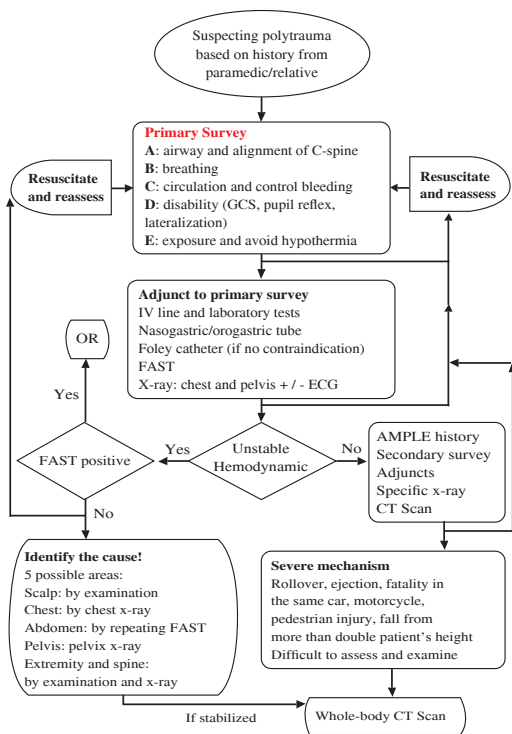 Suspecting polytrauma
based on history from
paramedic/relative
Primary Survey
A: airway and alignment of C-spine
B: breathing
C: circulation and control bleeding
D: disability (GCS, pupil reflex,
lateralization)
E: exposure and avoid hypothermia
Resuscitate
and reassess
Resuscitate
and reassess
Adjunct to primary survey
IV line and laboratory tests
Nasogastric/orogastric tube
Foley catheter (if no contraindication)
FAST
X-ray: chest and pelvis + / - ECG
OR
Yes
FAST positive
Yes
Unstable
Hemodynamic
No
AMPLE history
Secondary survey
Adjuncts
Specific x-ray
CT Scan
No
Identify the cause!
5 possible areas:
Scalp: by examination
Chest: by chest x-ray
Abdomen: by repeating FAST
Pelvis: pelvix x-ray
Extremity and spine:
by examination and x-ray
Severe mechanism
Rollover, ejection, fatality in
the same car, motorcycle,
pedestrian injury, fall from
more than double patient's height
Difficult to assess and examine
If stabilized
Whole-body CT Scan